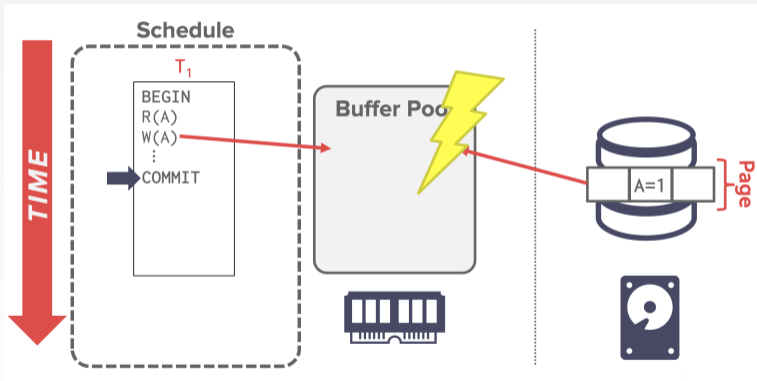 Schedule
TIME
T1
BEGIN
R(A)
W(A)
⋮
COMMIT
Buffer Poo
A=1
Page